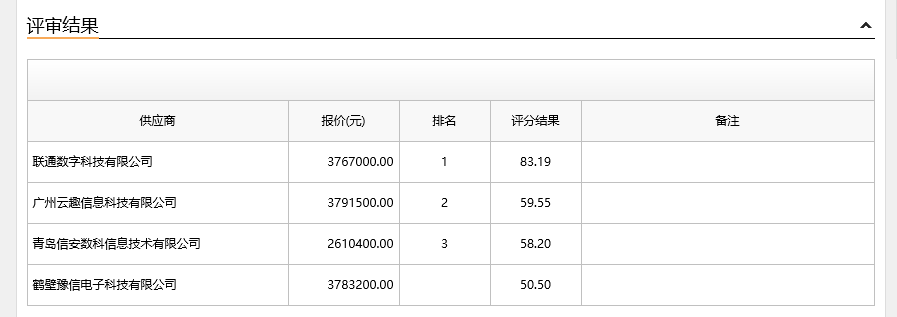 评审结果
供应商 报价(元) 排名 评分结果 备注
联通数字科技有限公司 3767000.00 1 83.19
广州云趣信息科技有限公司 3791500.00 2 59.55
青岛信安数科信息技术有限公司 2610400.00 3 58.20
鹤壁豫信电子科技有限公司 3783200.00 50.50